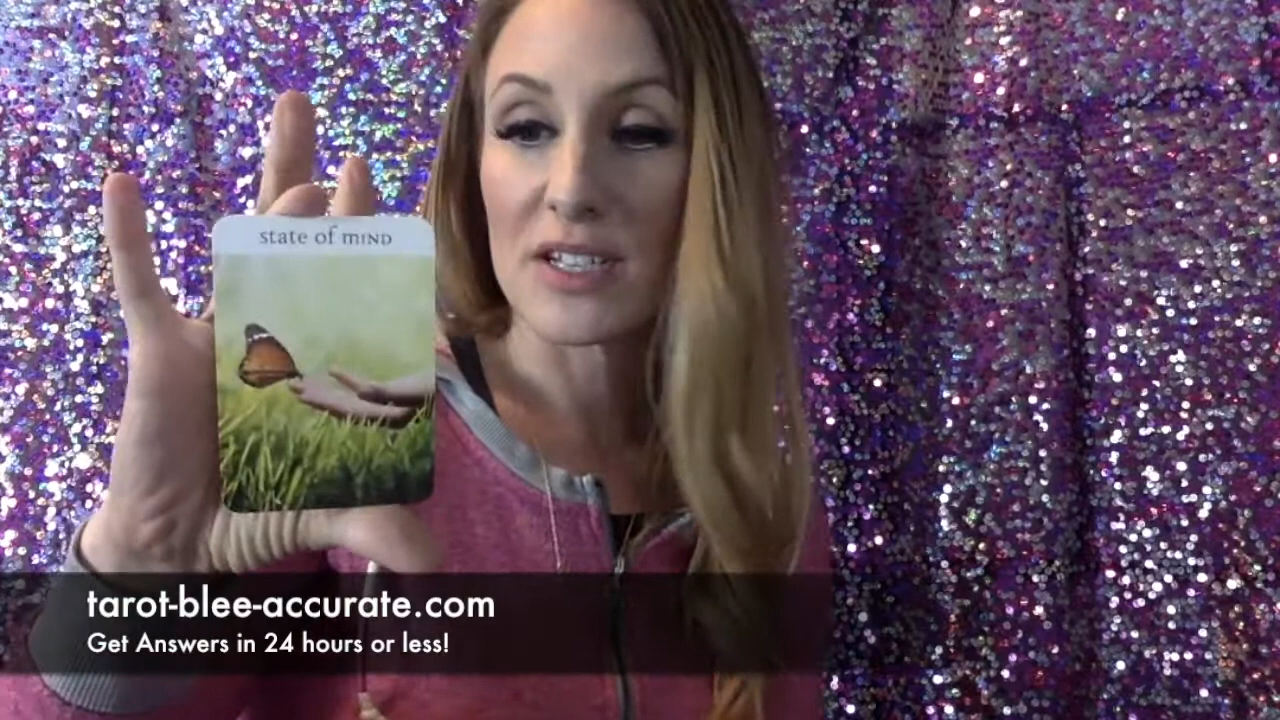 state of MIND
tarot-blee-accurate.com
Get Answers in 24 hours or less!